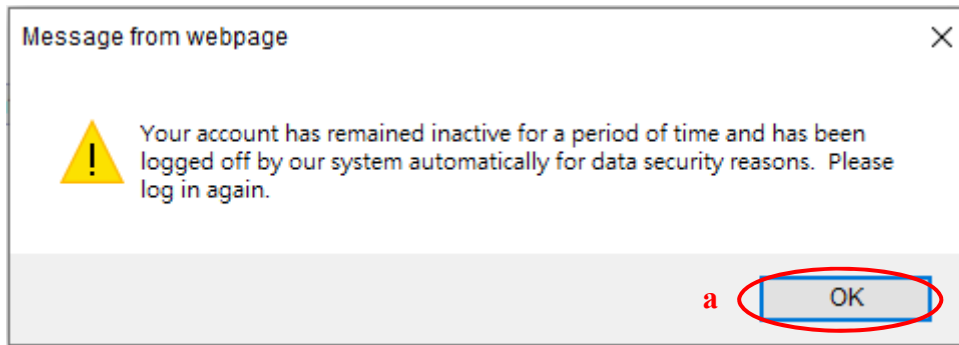 Message from webpage
Your account has remained inactive for a period of time and has been
logged off by our system automatically for data security reasons.  Please
log in again.
a OK